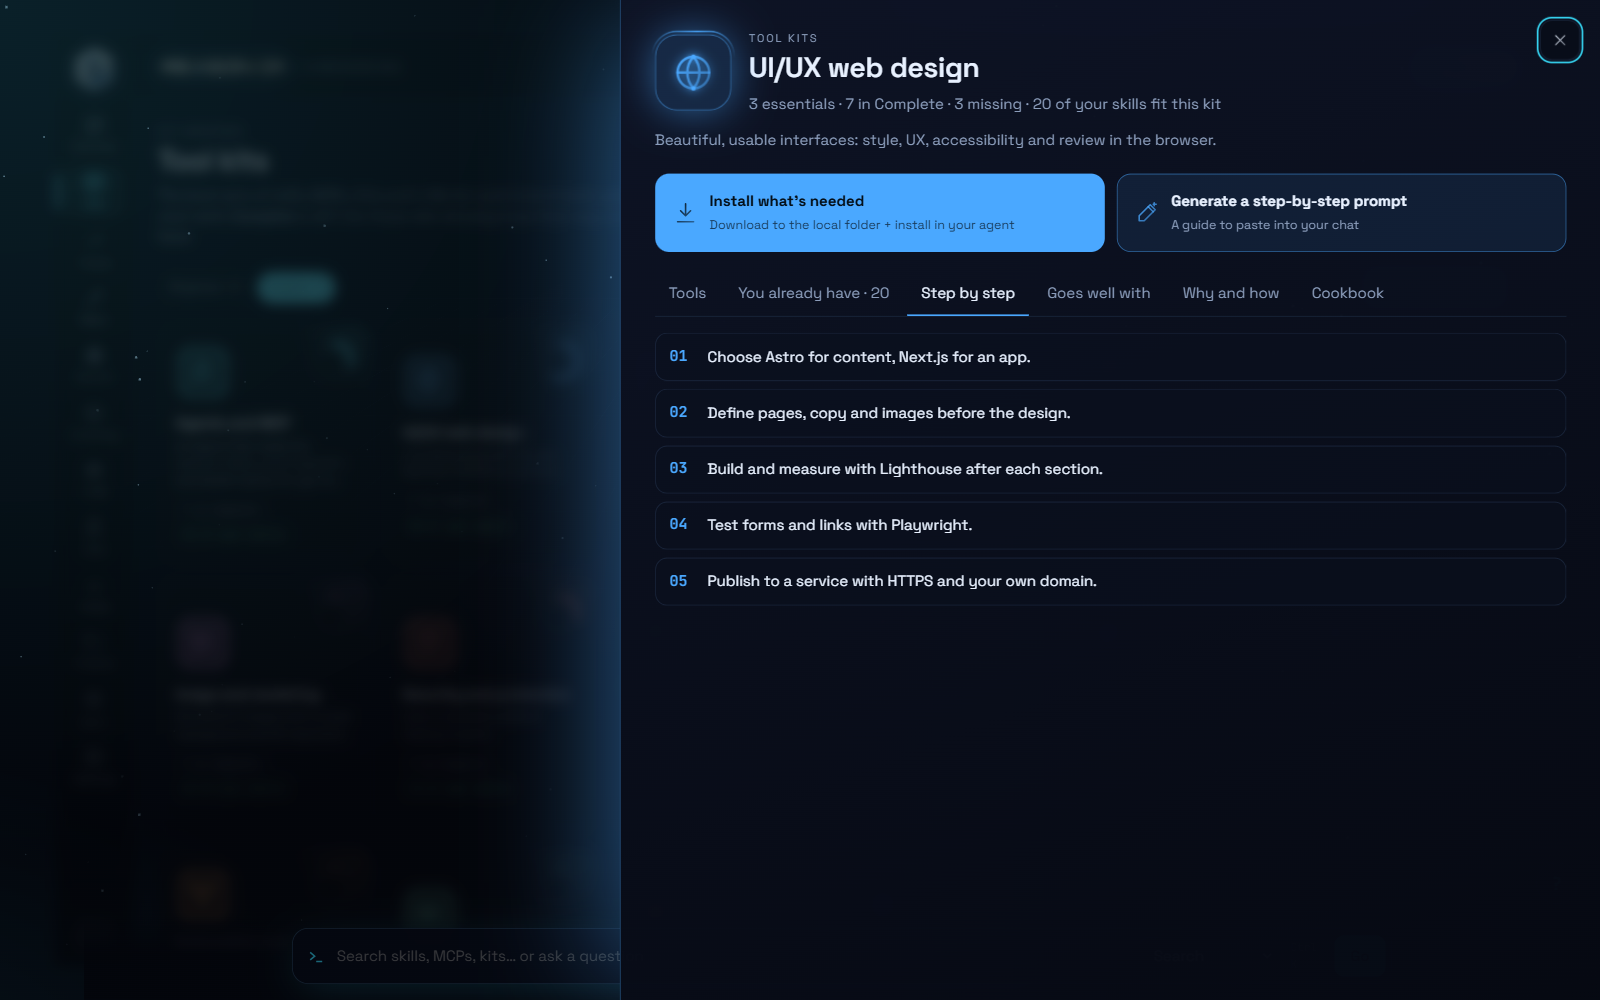 TOOL KITS
UI/UX web design
3 essentials · 7 in Complete · 3 missing · 20 of your skills fit this kit
Beautiful, usable interfaces: style, UX, accessibility and review in the browser.
Install what's needed
Download to the local folder + install in your agent
Generate a step-by-step prompt
A guide to paste into your chat
Tools
You already have · 20
Step by step
Goes well with
Why and how
Cookbook
01 Choose Astro for content, Next.js for an app.
02 Define pages, copy and images before the design.
03 Build and measure with Lighthouse after each section.
04 Test forms and links with Playwright.
05 Publish to a service with HTTPS and your own domain.
Tool kits
>_ Search skills, MCPs, kits... or ask a quest